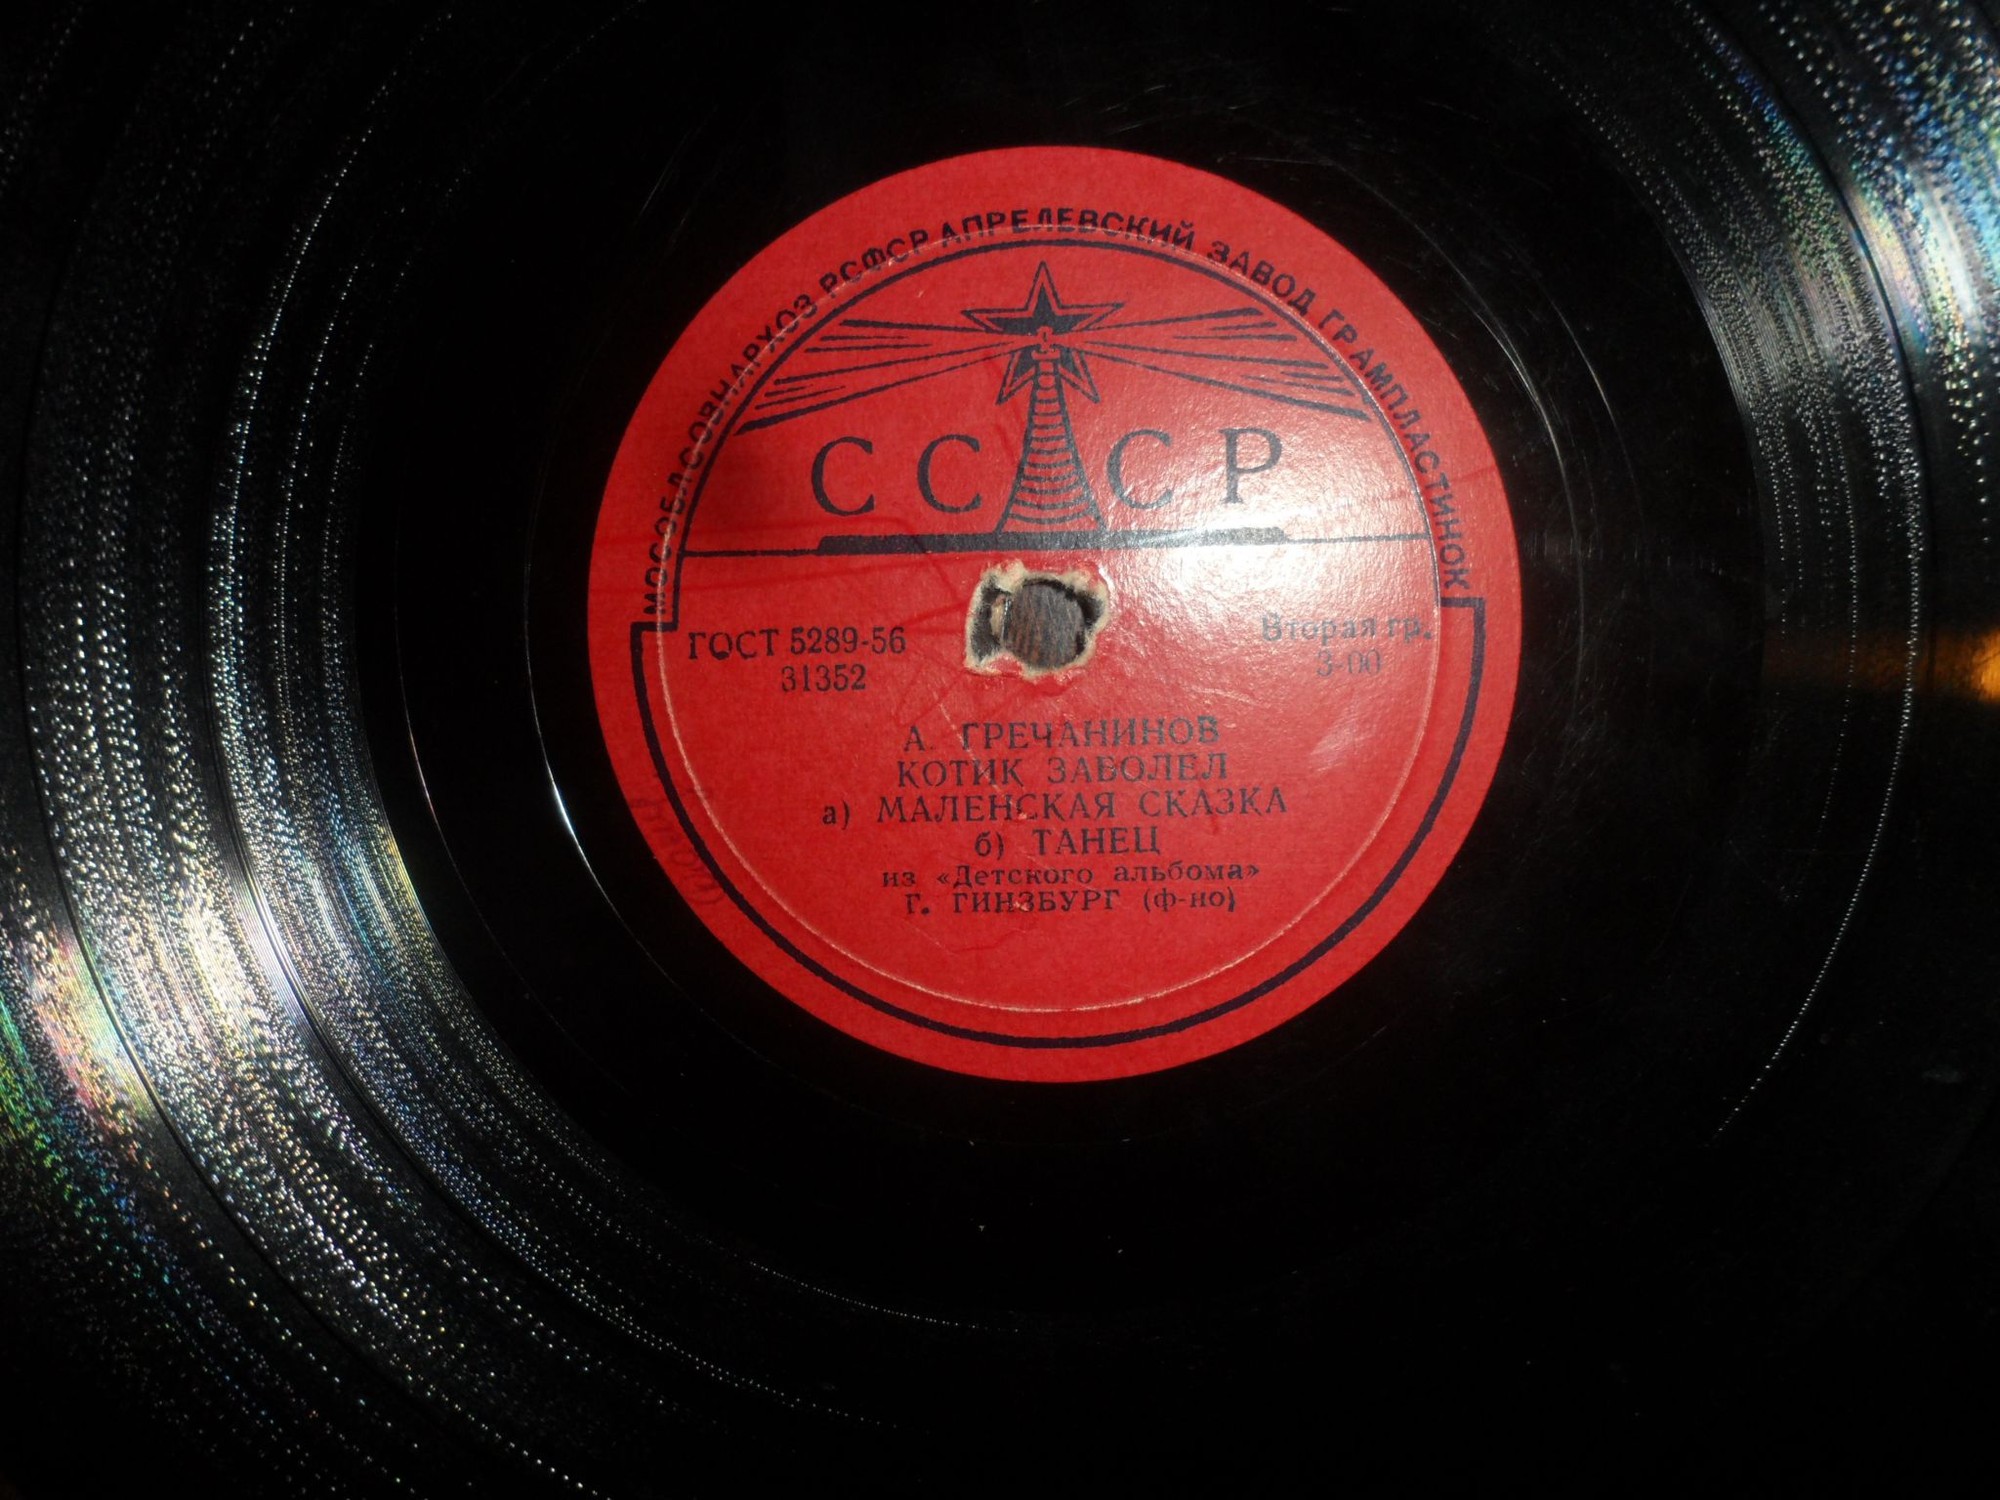 МОСОБЛСОВНАРХОЗ РСФСР АПРЕЛЕВСКИЙ ЗАВОД ГРАМПЛАСТИНОК
СССР
ГОСТ 5289-56
31352
Вторая гр.
3-00
А. ГРЕЧАНИНОВ
КОТИК ЗАБОЛЕЛ
а) МАЛЕНСКАЯ СКАЗКА
б) ТАНЕЦ
из «Детского альбома»
Г. ГИНЗБУРГ (ф-но)